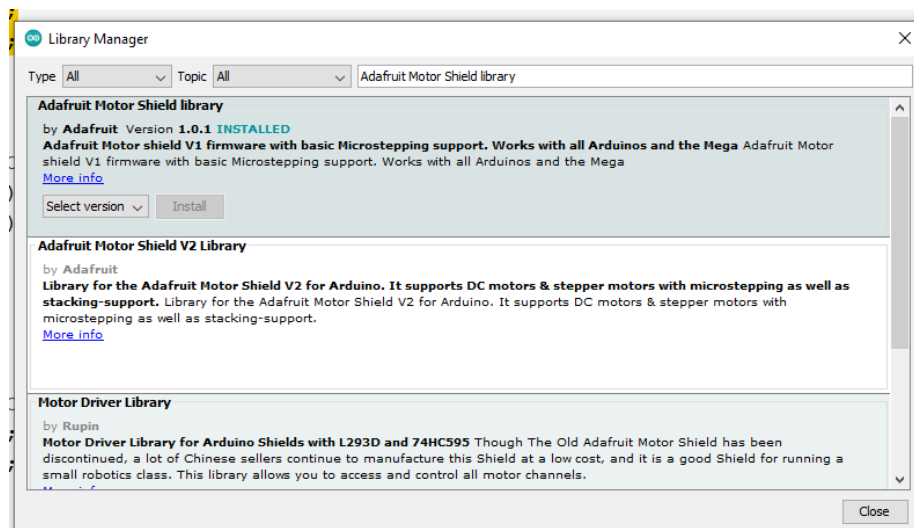 Library Manager
Type All Topic All Adafruit Motor Shield library
Adafruit Motor Shield library
by Adafruit Version 1.0.1 INSTALLED
Adafruit Motor shield V1 firmware with basic Microstepping support. Works with all Arduinos and the Mega Adafruit Motor
shield V1 firmware with basic Microstepping support. Works with all Arduinos and the Mega
More info
Select version Install
Adafruit Motor Shield V2 Library
by Adafruit
Library for the Adafruit Motor Shield V2 for Arduino. It supports DC motors & stepper motors with microstepping as well as
stacking-support. Library for the Adafruit Motor Shield V2 for Arduino. It supports DC motors & stepper motors with
microstepping as well as stacking-support.
More info
Motor Driver Library
by Rupin
Motor Driver Library for Arduino Shields with L293D and 74HC595 Though The Old Adafruit Motor Shield has been
discontinued, a lot of Chinese sellers continue to manufacture this Shield at a low cost, and it is a good Shield for running a
small robotics class. This library allows you to access and control all motor channels.
Close